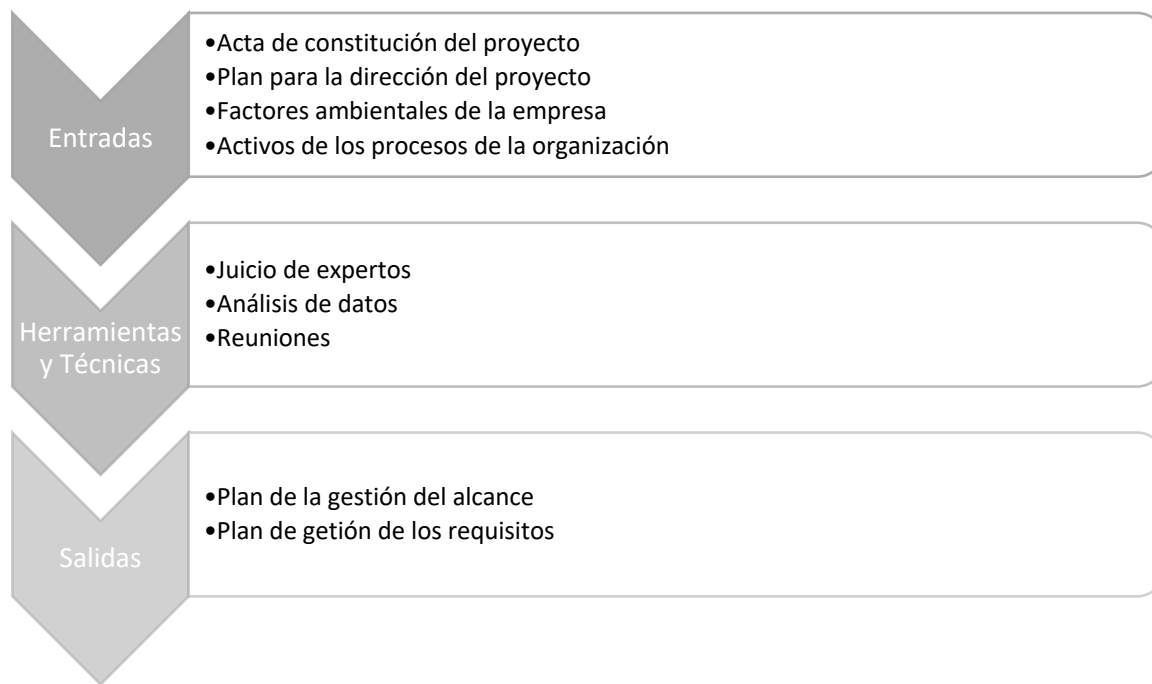 Entradas
•Acta de constitución del proyecto
•Plan para la dirección del proyecto
•Factores ambientales de la empresa
•Activos de los procesos de la organización
Herramientas
y Técnicas
•Juicio de expertos
•Análisis de datos
•Reuniones
Salidas
•Plan de la gestión del alcance
•Plan de getión de los requisitos